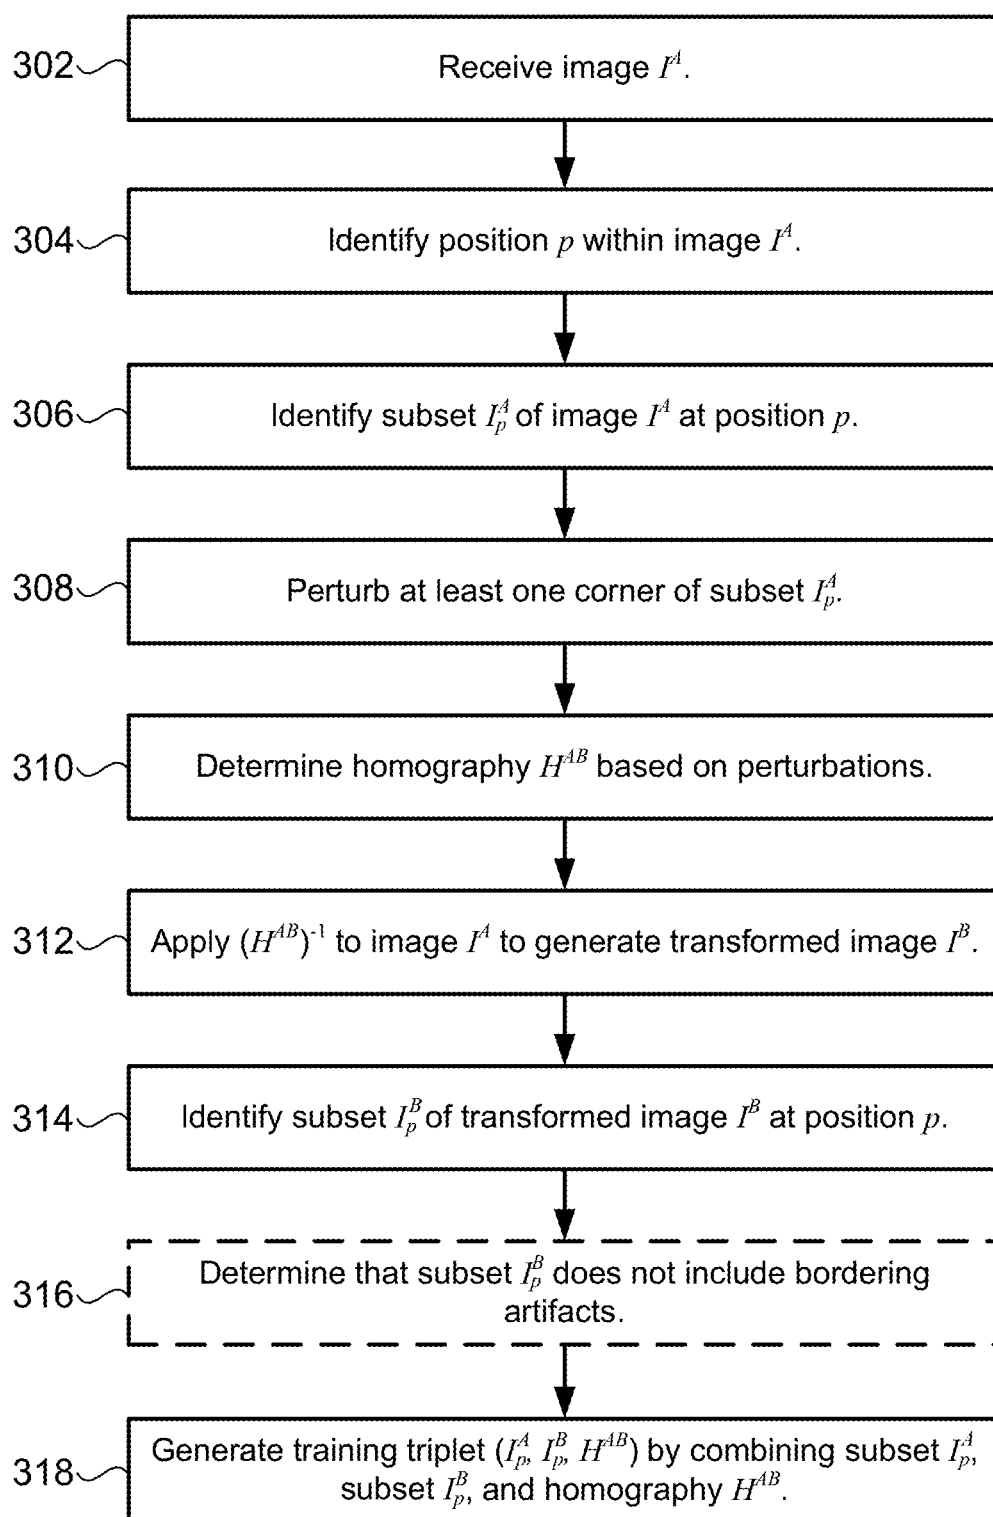 302
Receive image I^A.
304
Identify position p within image I^A.
306
Identify subset I_p^A of image I^A at position p.
308
Perturb at least one corner of subset I_p^A.
310
Determine homography H^AB based on perturbations.
312
Apply (H^AB)^-1 to image I^A to generate transformed image I^B.
314
Identify subset I_p^B of transformed image I^B at position p.
316
Determine that subset I_p^B does not include bordering
artifacts.
318
Generate training triplet (I_p^A, I_p^B, H^AB) by combining subset I_p^A,
subset I_p^B, and homography H^AB.